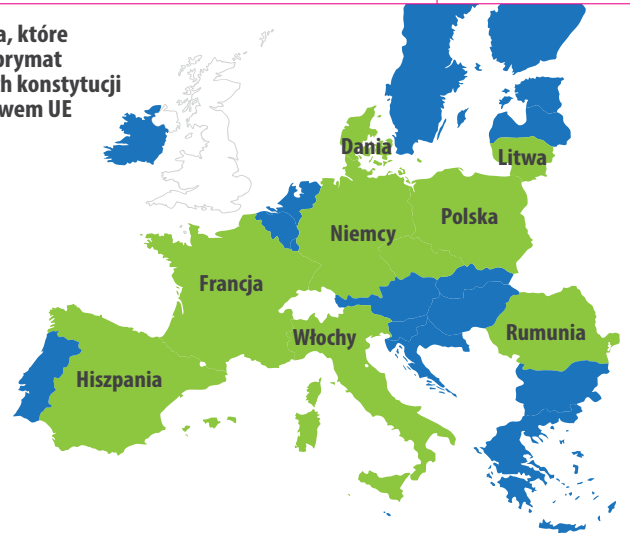 a, które
prymat
h konstytucji
wem UE
Dania
Litwa
Polska
Niemcy
Francja
Włochy
Rumunia
Hiszpania